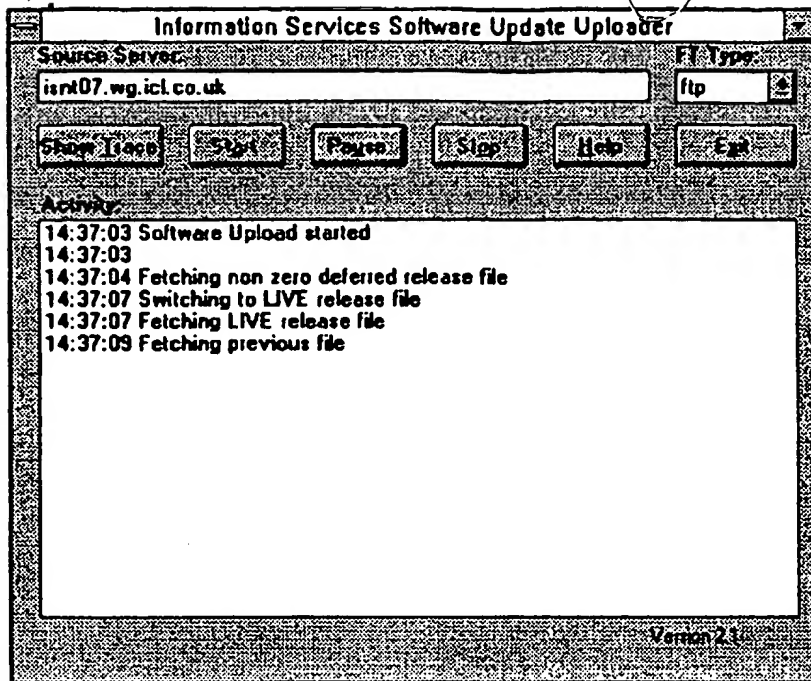 Information Services Software Update Uploader
Source Server: FT Type:
isnt07.wg.icl.co.uk ftp
Show Trace Start Pause Stop Help Exit
Activity:
14:37:03 Software Upload started
14:37:03
14:37:04 Fetching non zero deferred release file
14:37:07 Switching to LIVE release file
14:37:07 Fetching LIVE release file
14:37:09 Fetching previous file
Version 2.1